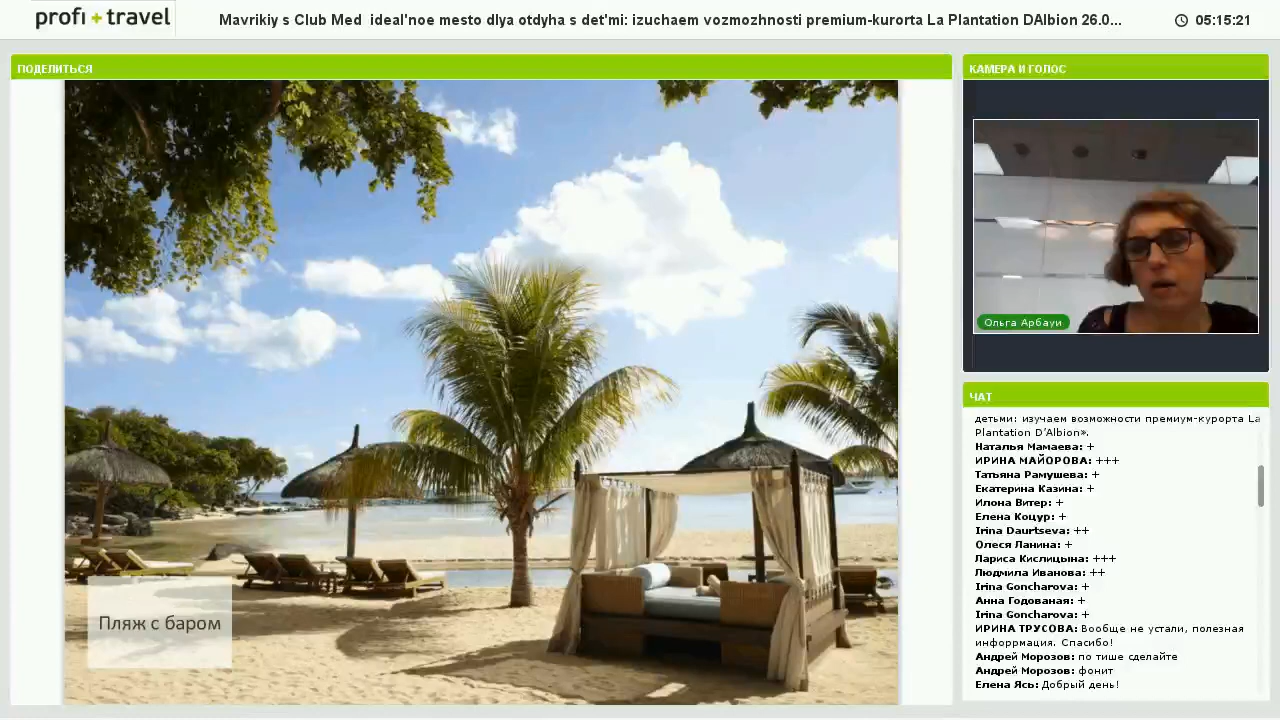 profi + travel
Mavrikiy s Club Med ideal'noe mesto dlya otdyha s det'mi: izuchaem vozmozhnosti premium-kurorta La Plantation DAlbion 26.0...
05:15:21
ПОДЕЛИТЬСЯ
Пляж с баром
КАМЕРА И ГОЛОС
Ольга Арбауи
ЧАТ
детьми: изучаем возможности премиум-курорта La
Plantation D'Albion».
Наталья Мамаева: +
ИРИНА МАЙОРОВА: +++
Татьяна Рамушева: +
Екатерина Казина: +
Илона Витер: +
Елена Коцур: +
Irina Daurtseva: ++
Олеся Ланина: +
Лариса Кислицына: +++
Людмила Иванова: ++
Irina Goncharova: +
Анна Годованая: +
Irina Goncharova: +
ИРИНА ТРУСОВА: Вообще не устали, полезная
инфоррмация. Спасибо!
Андрей Морозов: по тише сделайте
Андрей Морозов: фонит
Елена Ясь: Добрый день!